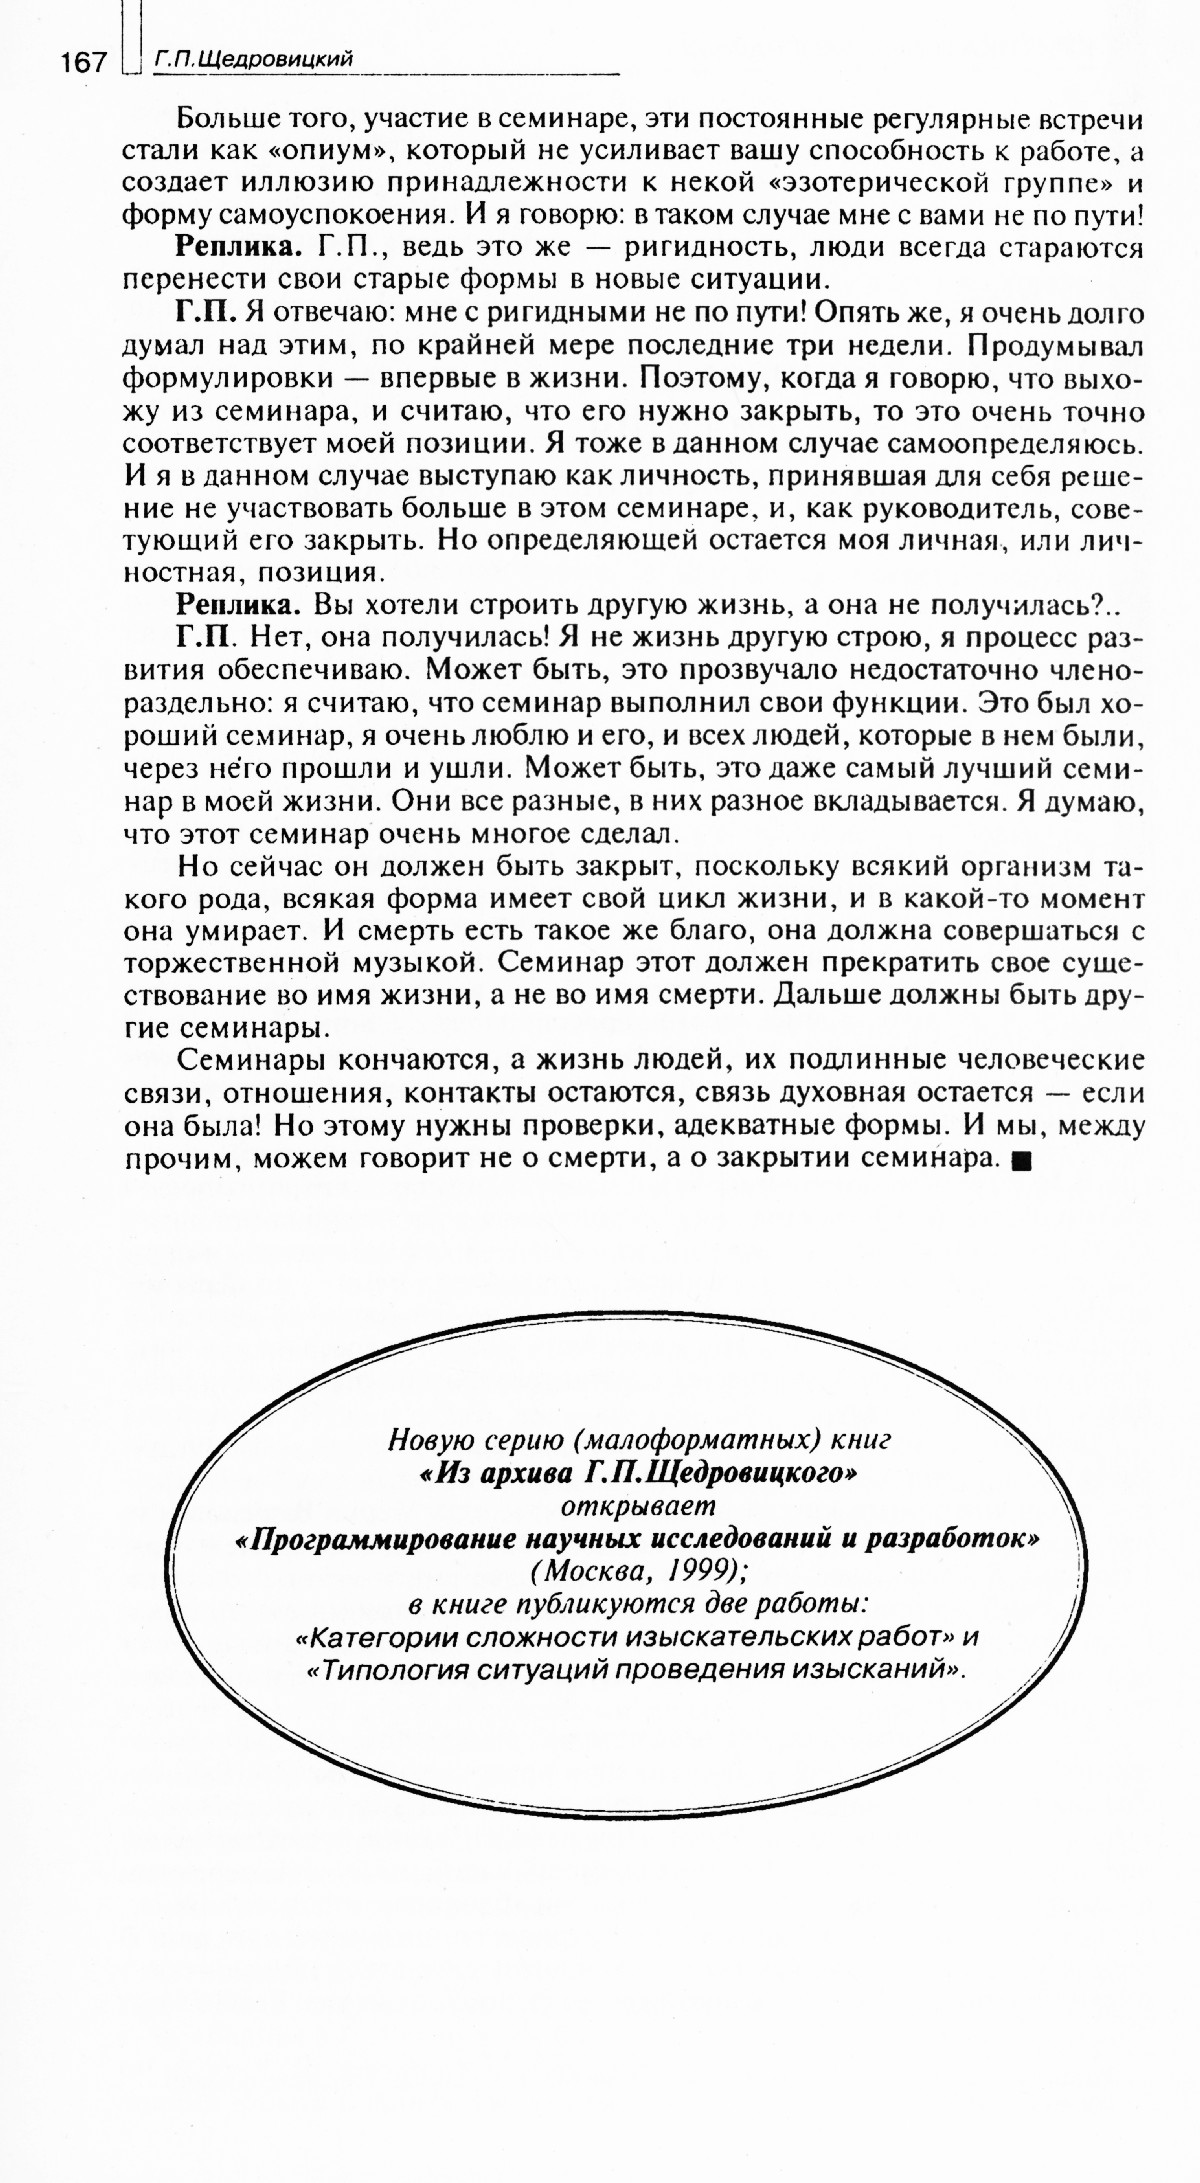 167
Г.П.Щедровицкий
Больше того, участие в семинаре, эти постоянные регулярные встречи
стали как «опиум», который не усиливает вашу способность к работе, а
создает иллюзию принадлежности к некой «эзотерической группе» и
форму самоуспокоения. И я говорю: в таком случае мне с вами не по пути!
Реплика. Г.П., ведь это же — ригидность, люди всегда стараются
перенести свои старые формы в новые ситуации.
Г.П. Я отвечаю: мне с ригидными не по пути! Опять же, я очень долго
думал над этим, по крайней мере последние три недели. Продумывал
формулировки — впервые в жизни. Поэтому, когда я говорю, что выхо-
жу из семинара, и считаю, что его нужно закрыть, то это очень точно
соответствует моей позиции. Я тоже в данном случае самоопределяюсь.
И я в данном случае выступаю как личность, принявшая для себя реше-
ние не участвовать больше в этом семинаре, и, как руководитель, сове-
тующий его закрыть. Но определяющей остается моя личная, или лич-
ностная, позиция.
Реплика. Вы хотели строить другую жизнь, а она не получилась?..
Г.П. Нет, она получилась! Я не жизнь другую строю, я процесс раз-
вития обеспечиваю. Может быть, это прозвучало недостаточно члено-
раздельно: я считаю, что семинар выполнил свои функции. Это был хо-
роший семинар, я очень люблю и его, и всех людей, которые в нем были,
через него прошли и ушли. Может быть, это даже самый лучший семи-
нар в моей жизни. Они все разные, в них разное вкладывается. Я думаю,
что этот семинар очень многое сделал.
Но сейчас он должен быть закрыт, поскольку всякий организм та-
кого рода, всякая форма имеет свой цикл жизни, и в какой-то момент
она умирает. И смерть есть такое же благо, она должна совершаться с
торжественной музыкой. Семинар этот должен прекратить свое суще-
ствование во имя жизни, а не во имя смерти. Дальше должны быть дру-
гие семинары.
Семинары кончаются, а жизнь людей, их подлинные человеческие
связи, отношения, контакты остаются, связь духовная остается — если
она была! Но этому нужны проверки, адекватные формы. И мы, между
прочим, можем говорит не о смерти, а о закрытии семинара. ■
Новую серию (малоформатных) книг
«Из архива Г.П.Щедровицкого»
открывает
«Программирование научных исследований и разработок»
(Москва, 1999);
в книге публикуются две работы:
«Категории сложности изыскательских работ» и
«Типология ситуаций проведения изысканий».